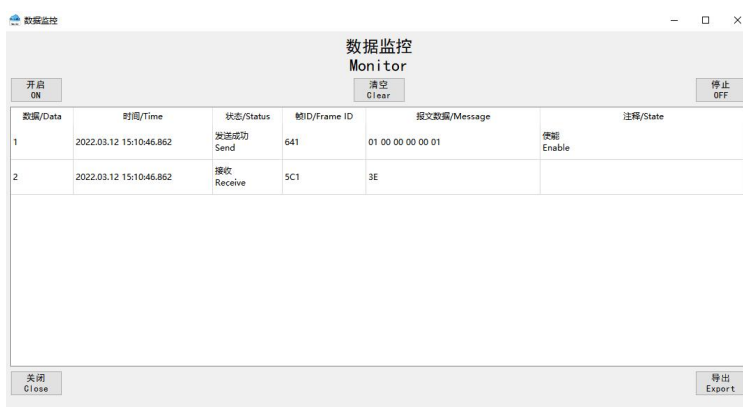 数据监控
数据监控
Monitor
开启
ON
清空
Clear
停止
OFF
数据/Data 时间/Time 状态/Status 帧ID/Frame ID 报文数据/Message 注释/State
1 2022.03.12 15:10:46.862 发送成功 Send 641 01 00 00 00 00 01 使能 Enable
2 2022.03.12 15:10:46.862 接收 Receive 5C1 3E
关闭
Close
导出
Export